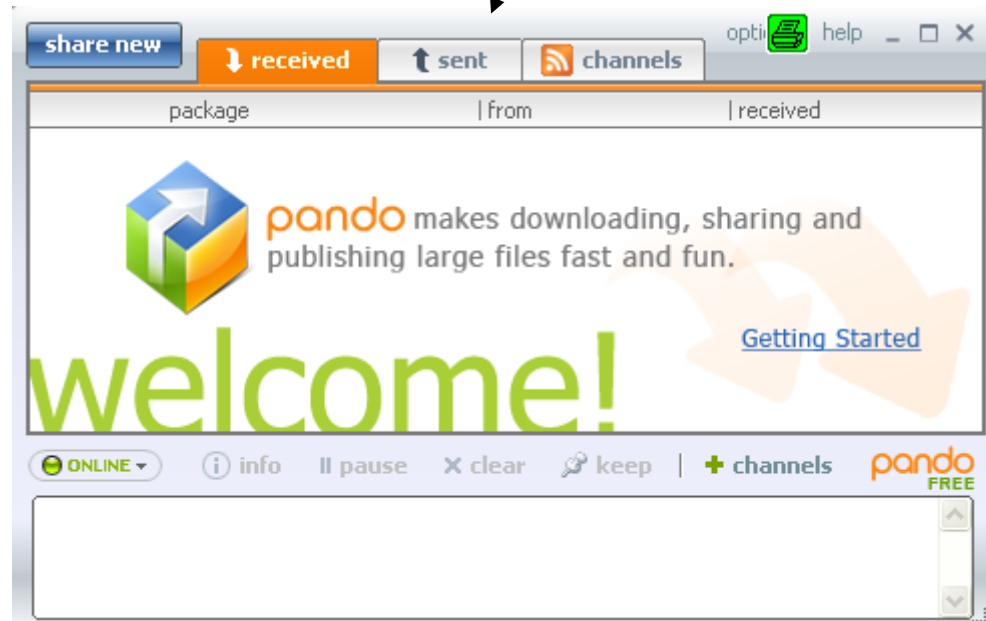 share new
received
sent
channels
opti
help
package
| from
| received
pando makes downloading, sharing and
publishing large files fast and fun.
Getting Started
welcome!
ONLINE
info
pause
clear
keep
channels
pando
FREE